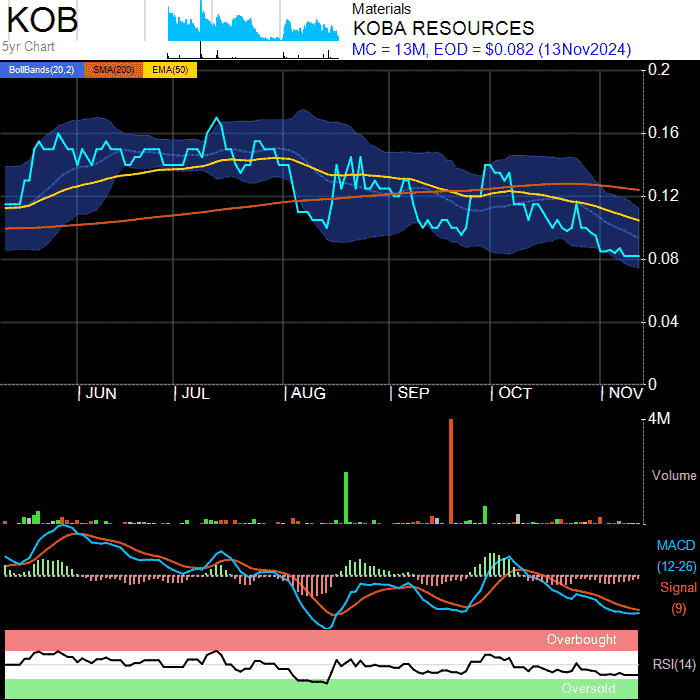 KOB
5yr Chart
Materials
KOBA RESOURCES
MC = 13M, EOD = $0.082 (13Nov2024)
BollBands(20,2) SMA(200) EMA(50)
0.2
0.16
0.12
0.08
0.04
0
| JUN | JUL | AUG | SEP | OCT | NOV
4M
Volume
MACD
(12-26)
Signal
(9)
Overbought
RSI(14)
Oversold